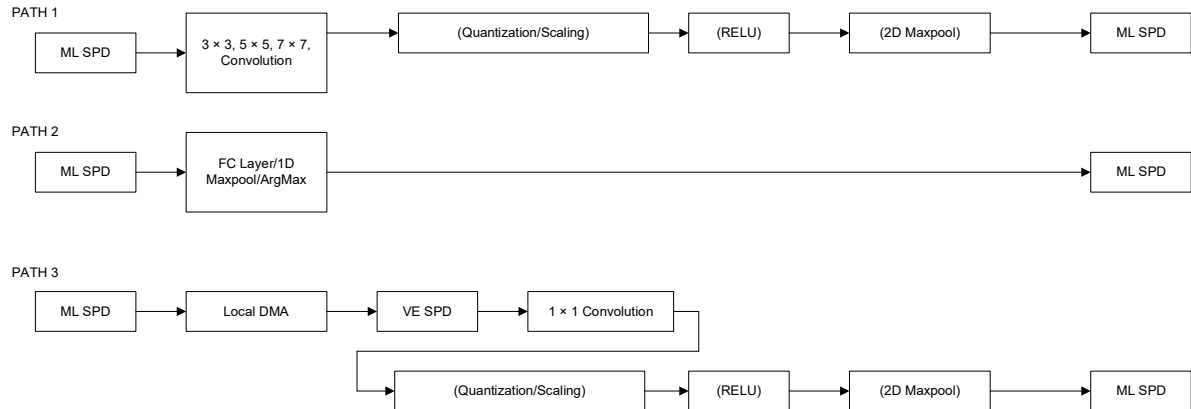 PATH 1
ML SPD
3 × 3, 5 × 5, 7 × 7,
Convolution
(Quantization/Scaling)
(RELU)
(2D Maxpool)
ML SPD
PATH 2
ML SPD
FC Layer/1D
Maxpool/ArgMax
ML SPD
PATH 3
ML SPD
Local DMA
VE SPD
1 × 1 Convolution
(Quantization/Scaling)
(RELU)
(2D Maxpool)
ML SPD